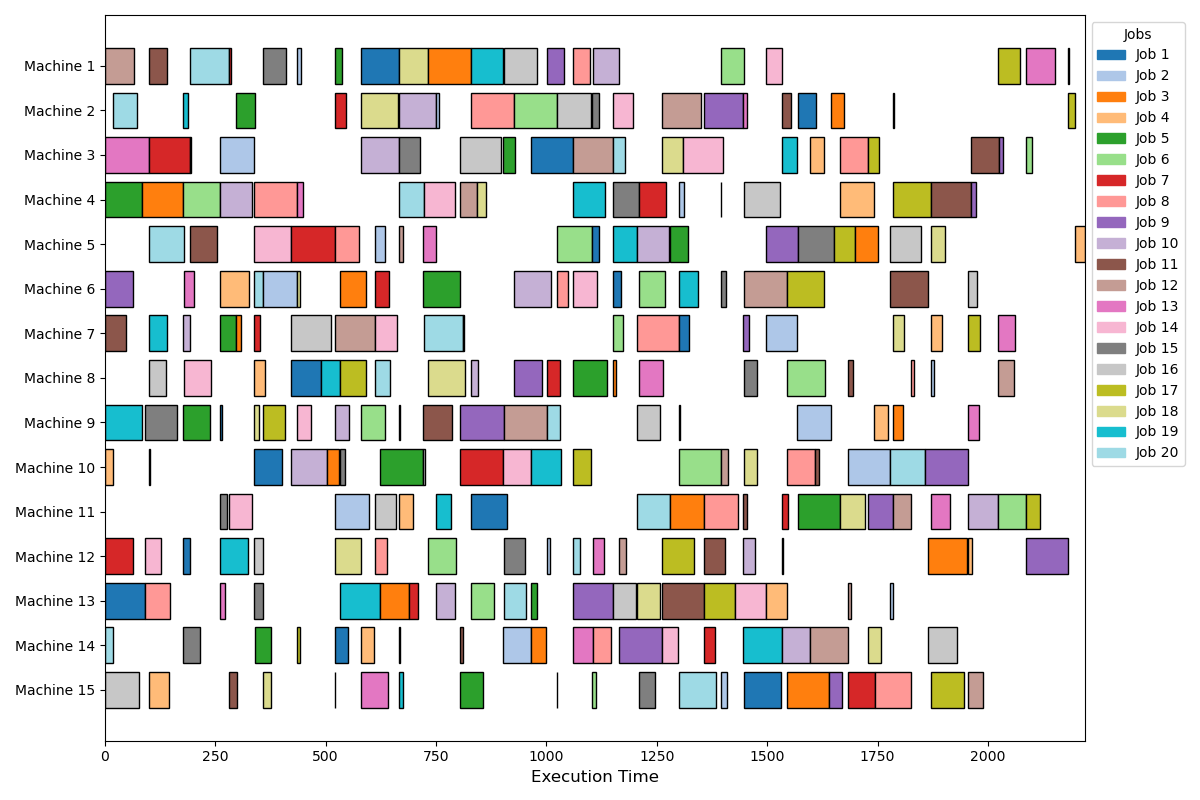 Machine 1
Machine 2
Machine 3
Machine 4
Machine 5
Machine 6
Machine 7
Machine 8
Machine 9
Machine 10
Machine 11
Machine 12
Machine 13
Machine 14
Machine 15
0 250 500 750 1000 1250 1500 1750 2000
Execution Time
Jobs
Job 1
Job 2
Job 3
Job 4
Job 5
Job 6
Job 7
Job 8
Job 9
Job 10
Job 11
Job 12
Job 13
Job 14
Job 15
Job 16
Job 17
Job 18
Job 19
Job 20